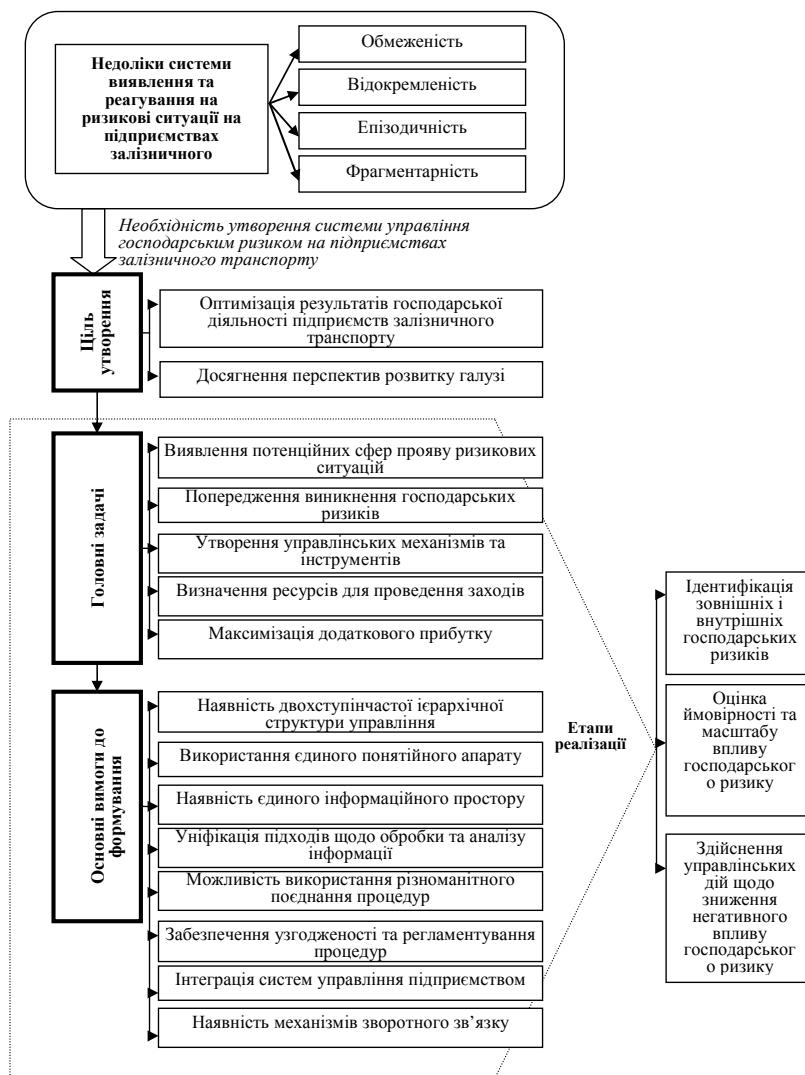 Недоліки системи
виявлення та
реагування на
ризикові ситуації на
підприємствах
залізничного
Обмеженість
Відокремленість
Епізодичність
Фрагментарність
Необхідність утворення системи управління
господарським ризиком на підприємствах
залізничного транспорту
Ціль
утворення
Оптимізація результатів господарської
діяльності підприємств залізничного
транспорту
Досягнення перспектив розвитку галузі
Головні задачі
Виявлення потенційних сфер прояву ризикових
ситуацій
Попередження виникнення господарських
ризиків
Утворення управлінських механізмів та
інструментів
Визначення ресурсів для проведення заходів
Максимізація додаткового прибутку
Основні вимоги до
формування
Наявність двохступінчастої ієрархічної
структури управління
Використання єдиного понятійного апарату
Наявність єдиного інформаційного простору
Уніфікація підходів щодо обробки та аналізу
інформації
Можливість використання різноманітного
поєднання процедур
Забезпечення узгодженості та регламентування
процедур
Інтеграція систем управління підприємством
Наявність механізмів зворотного зв’язку
Етапи
реалізації
Ідентифікація
зовнішніх і
внутрішніх
господарських
ризиків
Оцінка
ймовірності та
масштабу
впливу
господарськог
о ризику
Здійснення
управлінських
дій щодо
зниження
негативного
впливу
господарськог
о ризику